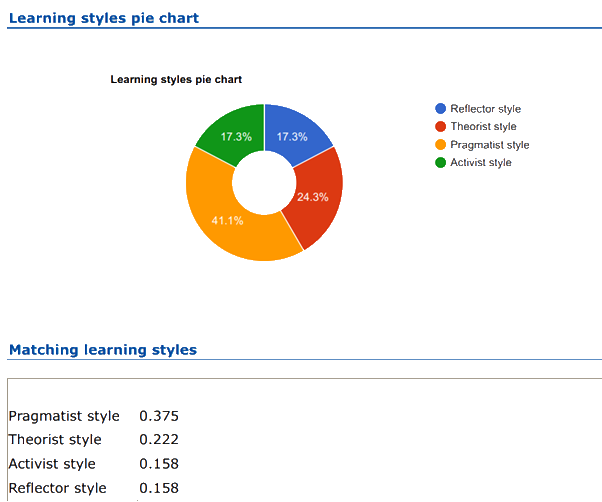 Learning styles pie chart
Learning styles pie chart
17.3% 17.3%
24.3%
41.1%
Reflector style
Theorist style
Pragmatist style
Activist style
Matching learning styles
Pragmatist style 0.375
Theorist style 0.222
Activist style 0.158
Reflector style 0.158